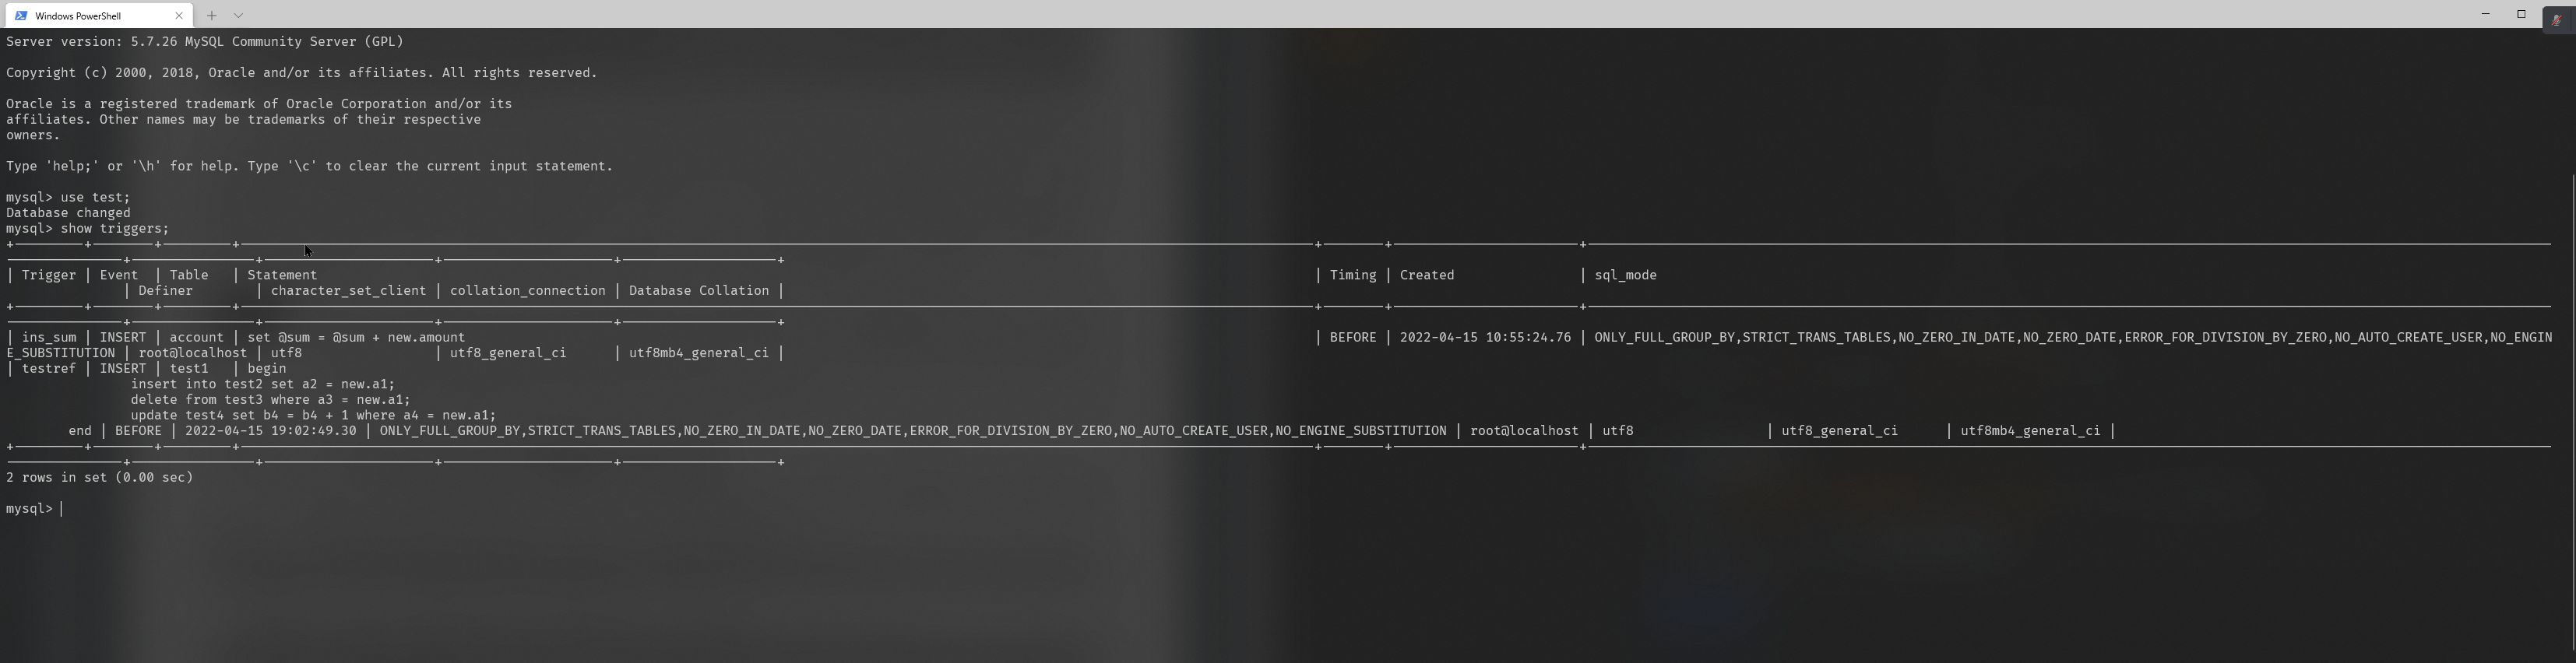 Windows PowerShell
Server version: 5.7.26 MySQL Community Server (GPL)
Copyright (c) 2000, 2018, Oracle and/or its affiliates. All rights reserved.
Oracle is a registered trademark of Oracle Corporation and/or its
affiliates. Other names may be trademarks of their respective
owners.
Type 'help;' or '\h' for help. Type '\c' to clear the current input statement.
mysql> use test;
Database changed
mysql> show triggers;
| Trigger | Event | Table | Statement | Timing | Created | sql_mode
| Definer | character_set_client | collation_connection | Database Collation |
| ins_sum | INSERT | account | set @sum = @sum + new.amount | BEFORE | 2022-04-15 10:55:24.76 | ONLY_FULL_GROUP_BY,STRICT_TRANS_TABLES,NO_ZERO_IN_DATE,NO_ZERO_DATE,ERROR_FOR_DIVISION_BY_ZERO,NO_AUTO_CREATE_USER,NO_ENGIN
E_SUBSTITUTION | root@localhost | utf8 | utf8_general_ci | utf8mb4_general_ci |
| testref | INSERT | test1 | begin
insert into test2 set a2 = new.a1;
delete from test3 where a3 = new.a1;
update test4 set b4 = b4 + 1 where a4 = new.a1;
end | BEFORE | 2022-04-15 19:02:49.30 | ONLY_FULL_GROUP_BY,STRICT_TRANS_TABLES,NO_ZERO_IN_DATE,NO_ZERO_DATE,ERROR_FOR_DIVISION_BY_ZERO,NO_AUTO_CREATE_USER,NO_ENGINE_SUBSTITUTION | root@localhost | utf8 | utf8_general_ci | utf8mb4_general_ci |
2 rows in set (0.00 sec)
mysql>